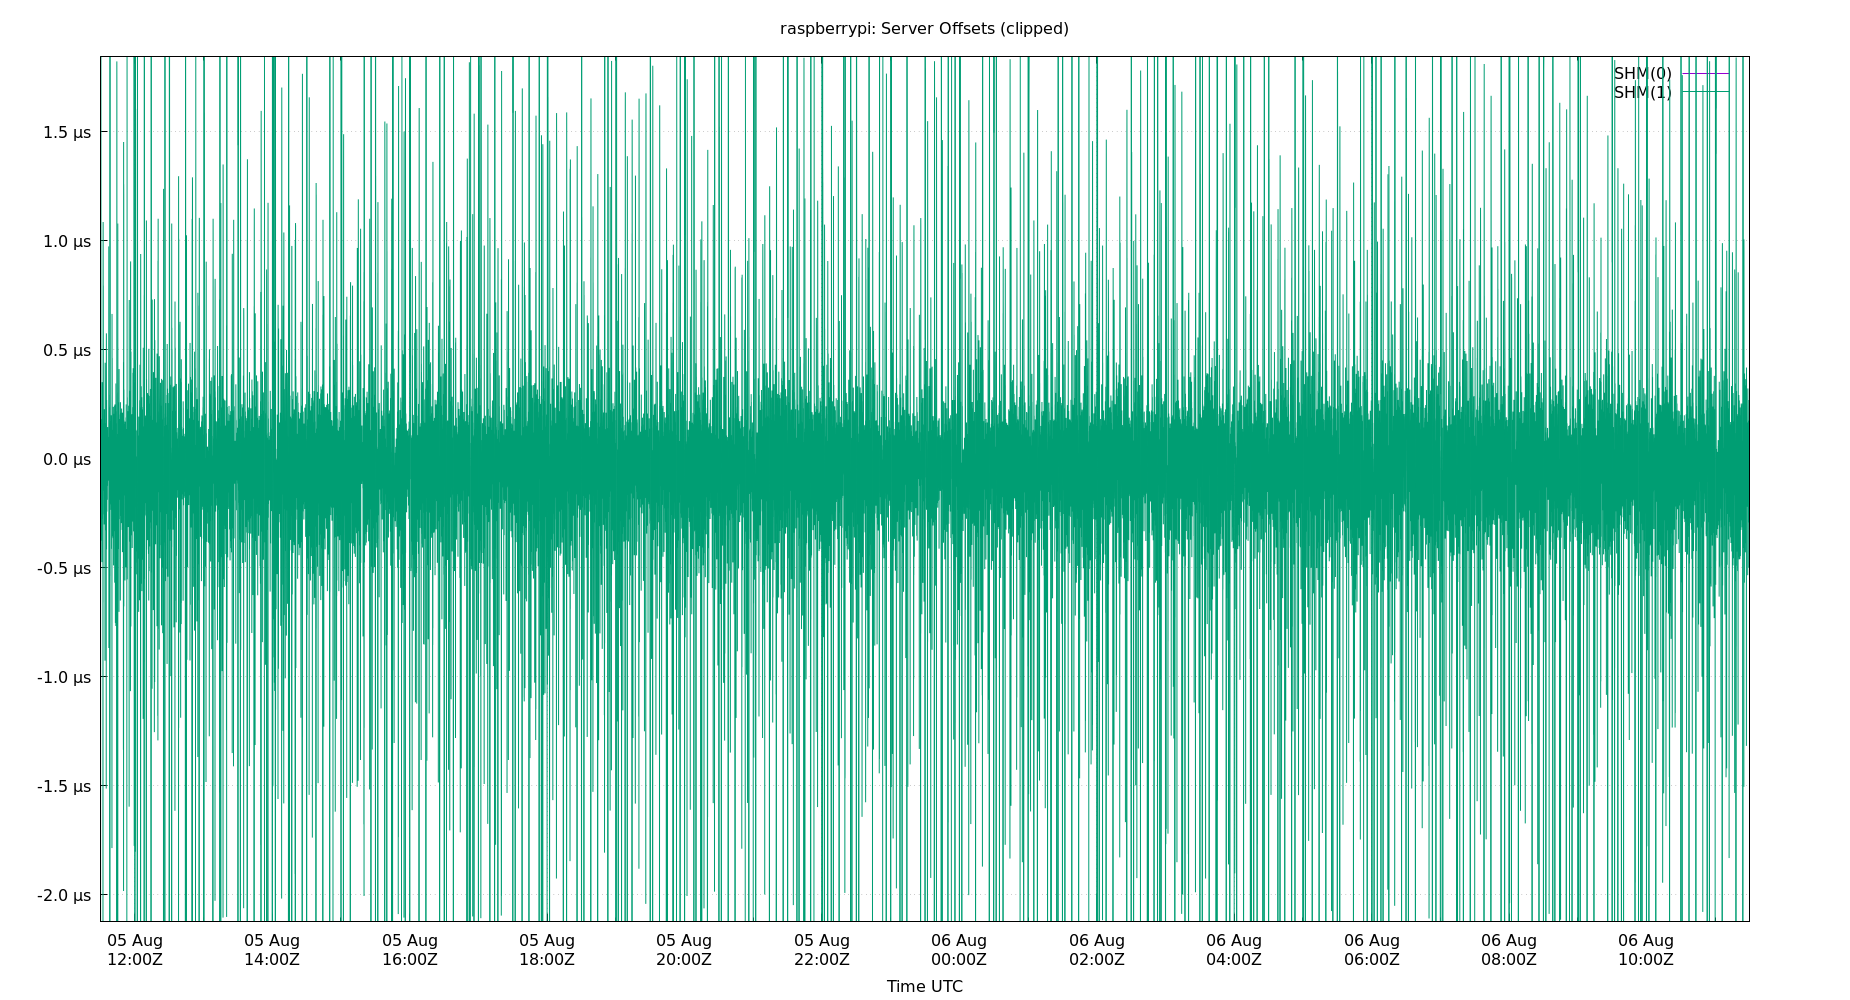 raspberrypi: Server Offsets (clipped)
SHM(0)
SHM(1)
1.5 μs
1.0 μs
0.5 μs
0.0 μs
-0.5 μs
-1.0 μs
-1.5 μs
-2.0 μs
05 Aug 05 Aug 05 Aug 05 Aug 05 Aug 05 Aug 06 Aug 06 Aug 06 Aug 06 Aug 06 Aug 06 Aug
12:00Z 14:00Z 16:00Z 18:00Z 20:00Z 22:00Z 00:00Z 02:00Z 04:00Z 06:00Z 08:00Z 10:00Z
Time UTC